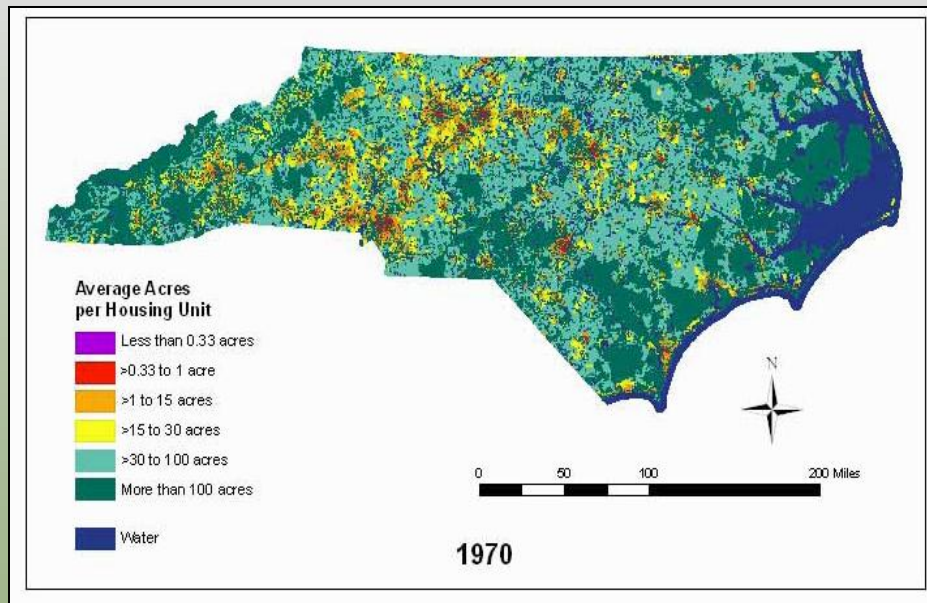 Average Acres
per Housing Unit
Less than 0.33 acres
>0.33 to 1 acre
>1 to 15 acres
>15 to 30 acres
>30 to 100 acres
More than 100 acres
Water
N
0 50 100 200 Miles
1970